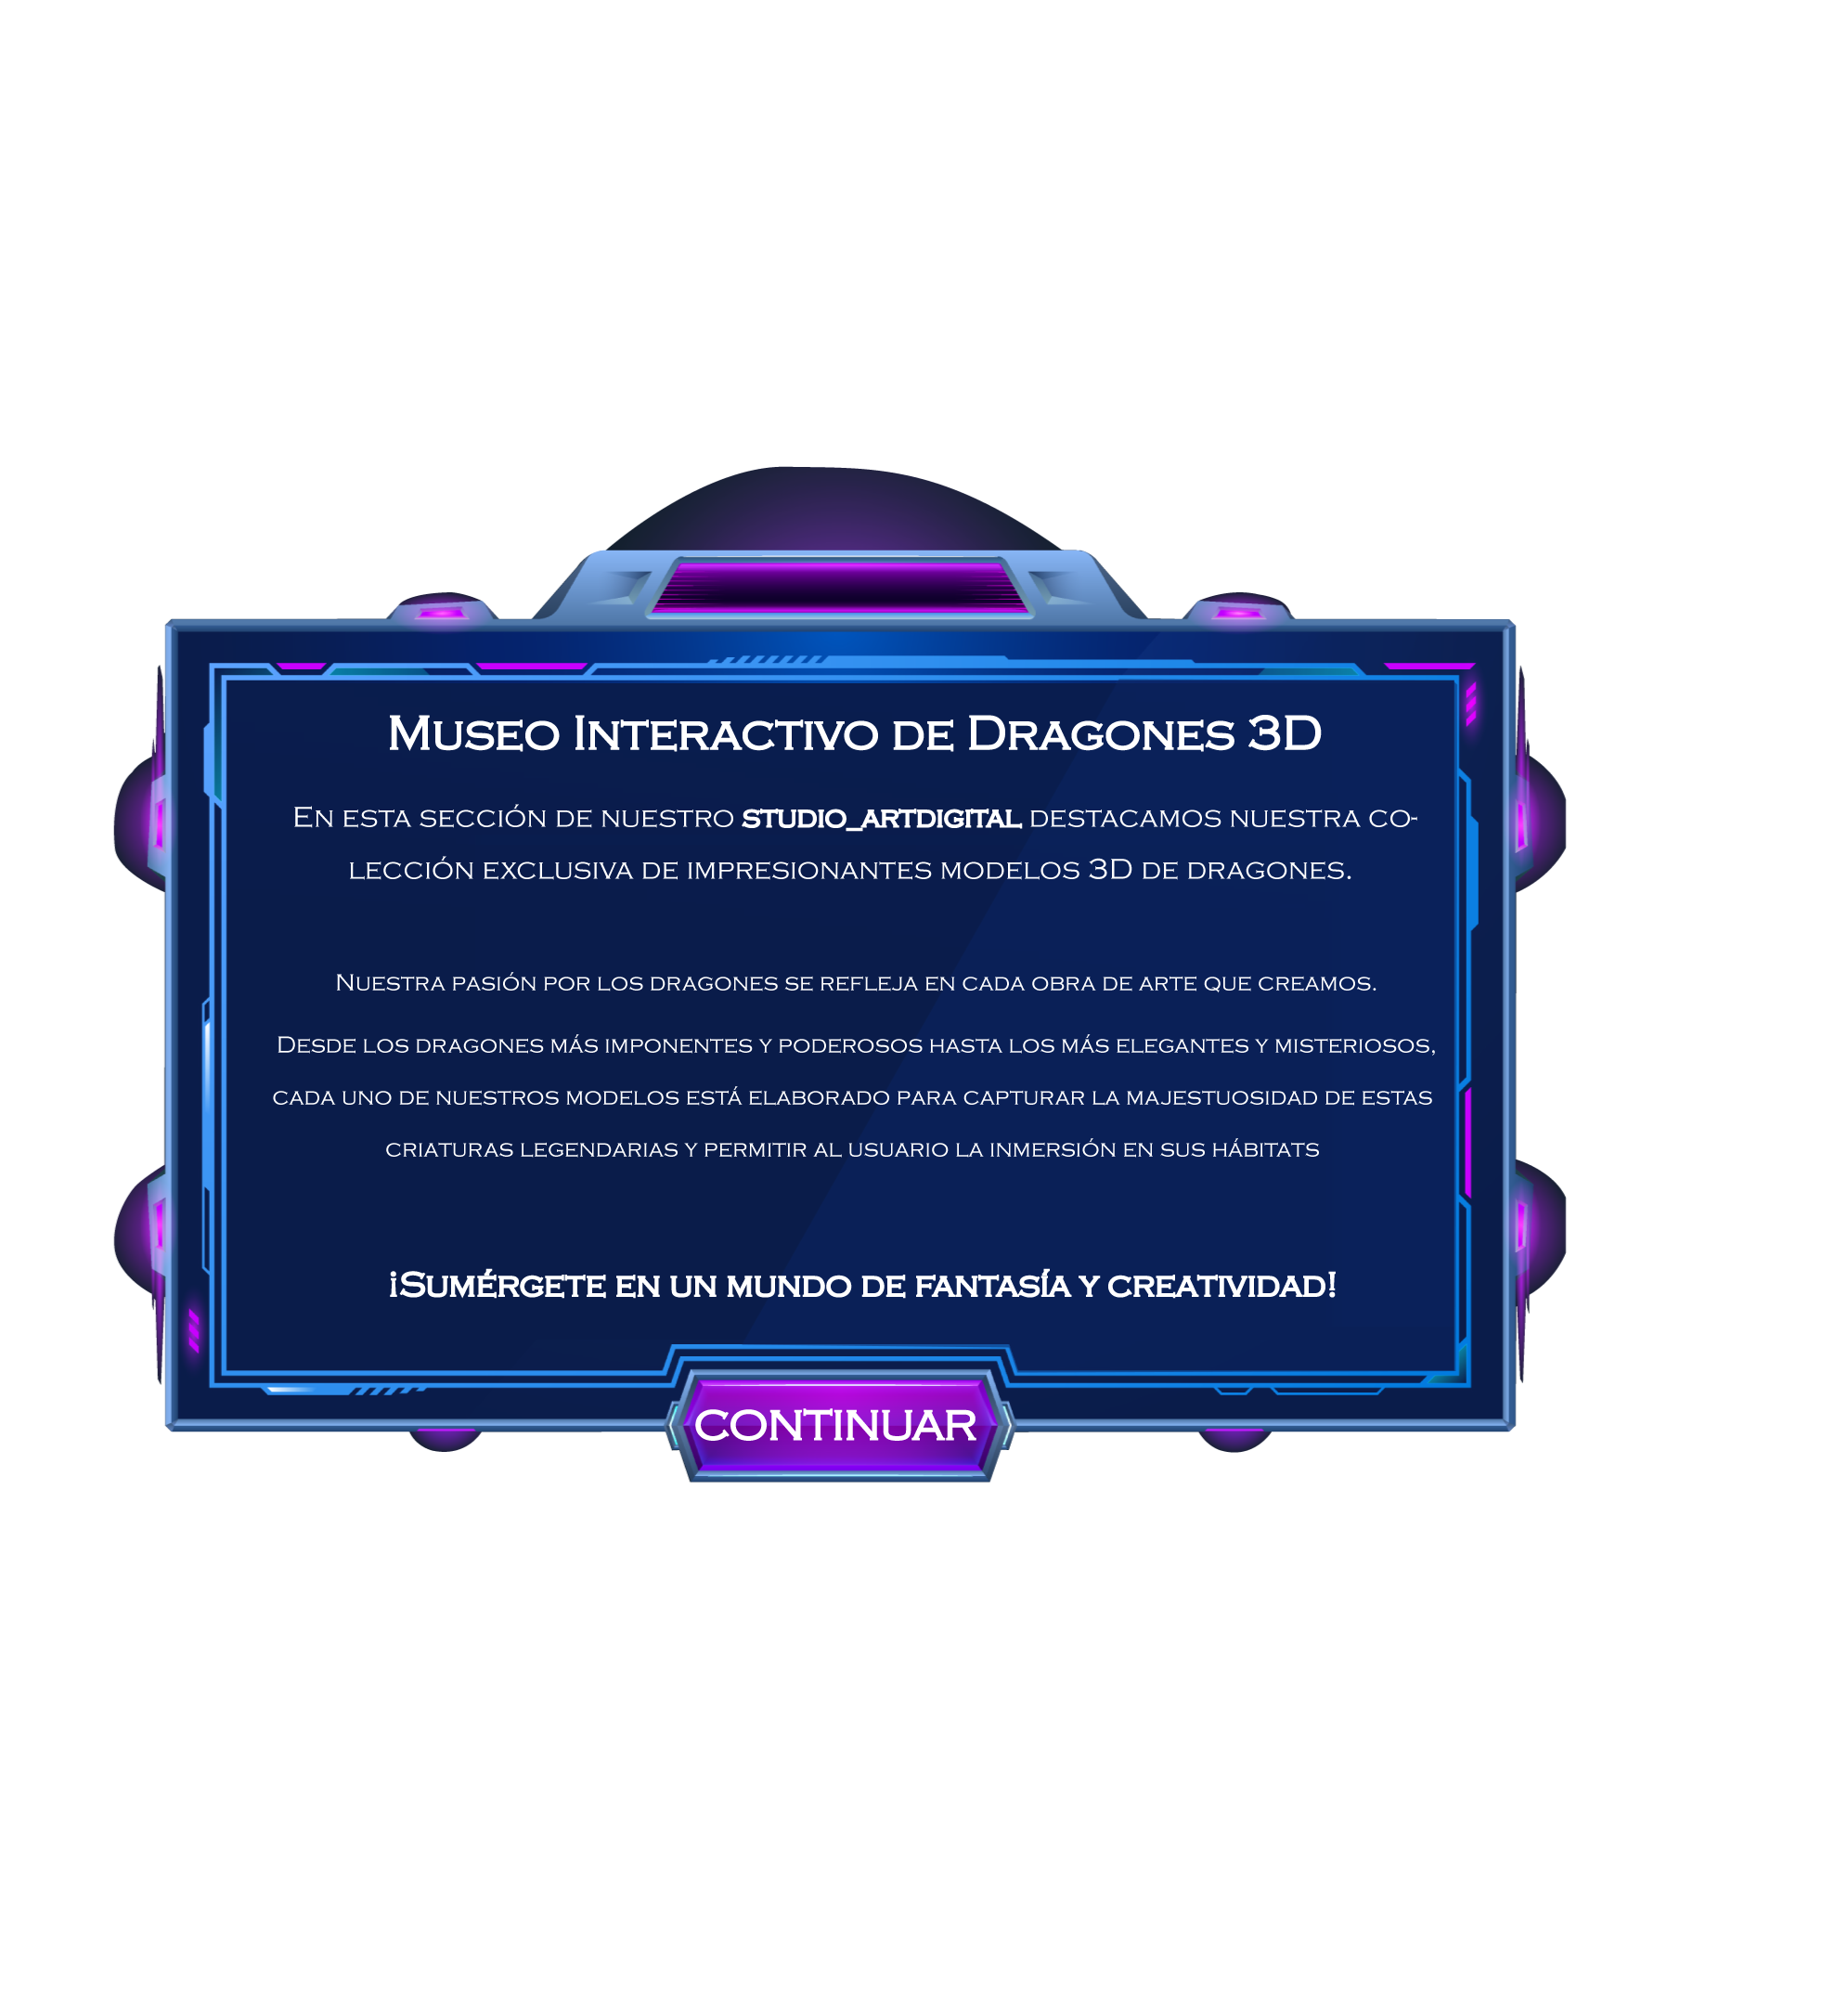 Museo Interactivo de Dragones 3D
En esta sección de nuestro studio_artdigital destacamos nuestra co-
lección exclusiva de impresionantes modelos 3D de dragones.
Nuestra pasión por los dragones se refleja en cada obra de arte que creamos.
Desde los dragones más imponentes y poderosos hasta los más elegantes y misteriosos,
cada uno de nuestros modelos está elaborado para capturar la majestuosidad de estas
criaturas legendarias y permitir al usuario la inmersión en sus hábitats
¡Sumérgete en un mundo de fantasía y creatividad!
CONTINUAR